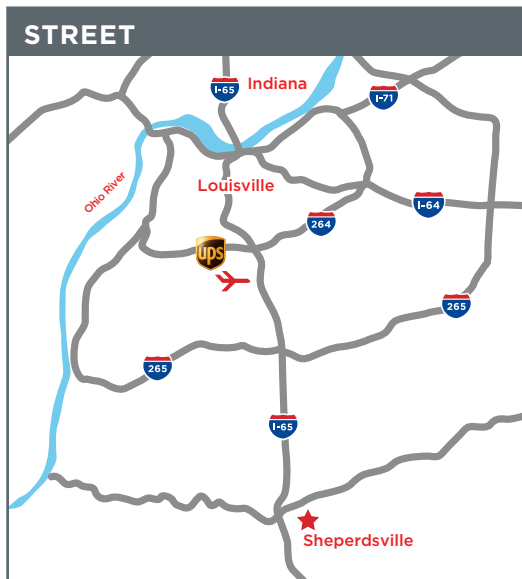 STREET
I-65
Indiana
I-71
Ohio River
Louisville
I-64
264
ups
265
265
I-65
Sheperdsville